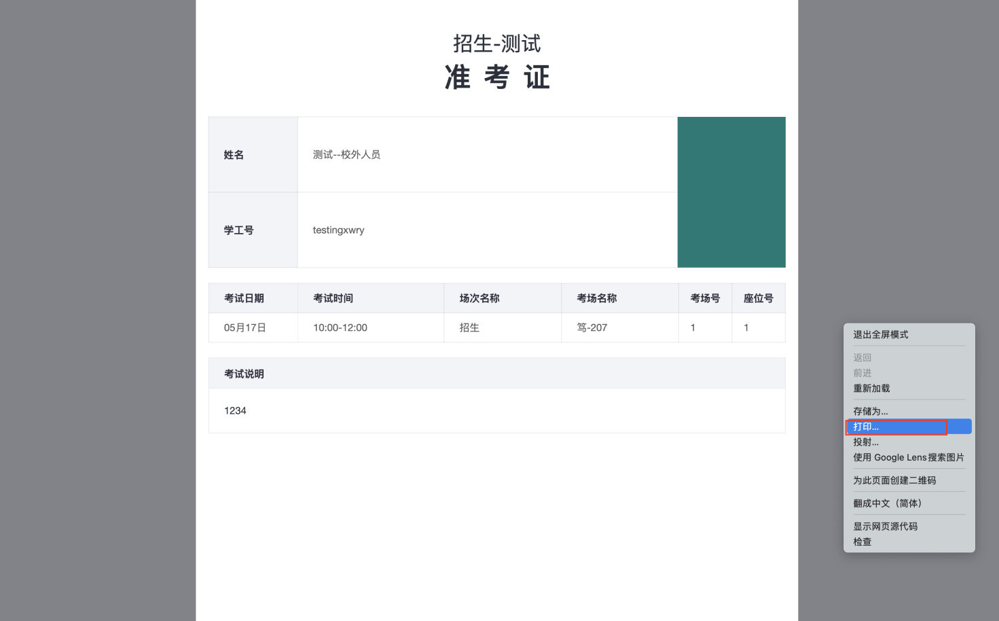 招生-测试
准 考 证
姓名 测试--校外人员
学工号 testingxwry
考试日期 考试时间 场次名称 考场名称 考场号 座位号
05月17日 10:00-12:00 招生 笃-207 1 1
考试说明
1234
退出全屏模式
返回
前进
重新加载
存储为...
打印...
投射...
使用 Google Lens搜索图片
为此页面创建二维码
翻成中文（简体）
显示网页源代码
检查